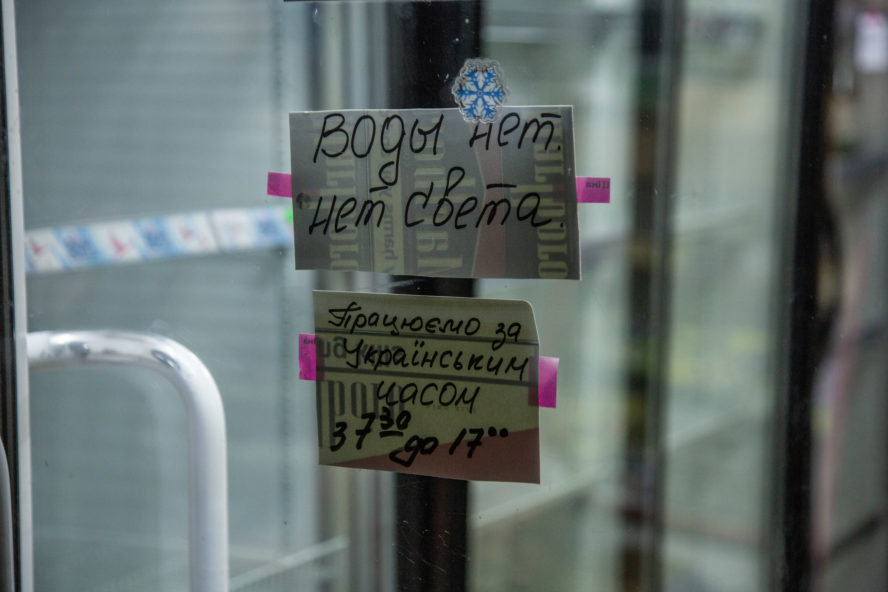 Воды нет.
нет света.
Працюємо за
Українським
часом
З 7³⁰
до 17⁰⁰